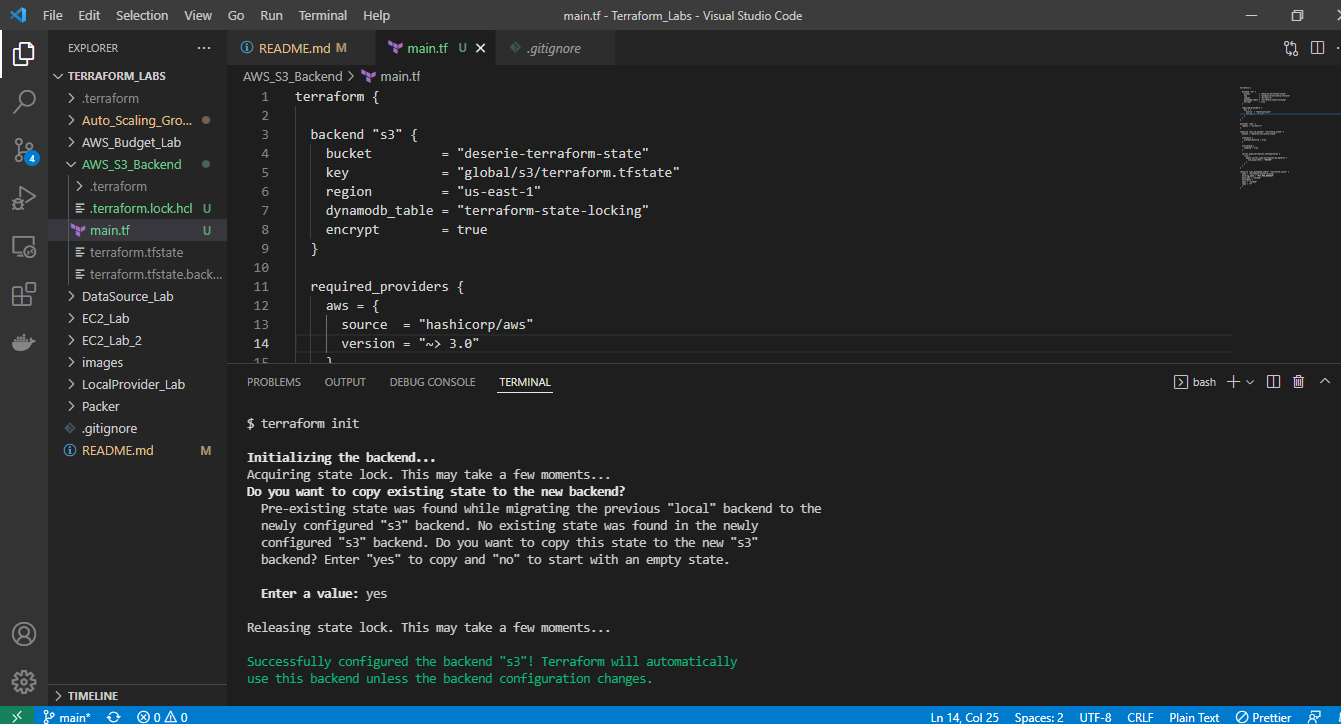 File Edit Selection View Go Run Terminal Help main.tf - Terraform_Labs - Visual Studio Code
EXPLORER
TERRAFORM_LABS
.terraform
Auto_Scaling_Gro...
AWS_Budget_Lab
AWS_S3_Backend
.terraform
.terraform.lock.hcl U
main.tf U
terraform.tfstate
terraform.tfstate.back...
DataSource_Lab
EC2_Lab
EC2_Lab_2
images
LocalProvider_Lab
Packer
.gitignore
README.md M
TIMELINE
4
README.md M main.tf U .gitignore
AWS_S3_Backend > main.tf
1 terraform {
2
3 backend "s3" {
4 bucket = "deserie-terraform-state"
5 key = "global/s3/terraform.tfstate"
6 region = "us-east-1"
7 dynamodb_table = "terraform-state-locking"
8 encrypt = true
9 }
10
11 required_providers {
12 aws = {
13 source = "hashicorp/aws"
14 version = "~> 3.0"
15 }
PROBLEMS OUTPUT DEBUG CONSOLE TERMINAL bash
$ terraform init
Initializing the backend...
Acquiring state lock. This may take a few moments...
Do you want to copy existing state to the new backend?
Pre-existing state was found while migrating the previous "local" backend to the
newly configured "s3" backend. No existing state was found in the newly
configured "s3" backend. Do you want to copy this state to the new "s3"
backend? Enter "yes" to copy and "no" to start with an empty state.
Enter a value: yes
Releasing state lock. This may take a few moments...
Successfully configured the backend "s3"! Terraform will automatically
use this backend unless the backend configuration changes.
main* 0 0 Ln 14, Col 25 Spaces: 2 UTF-8 CRLF Plain Text Prettier